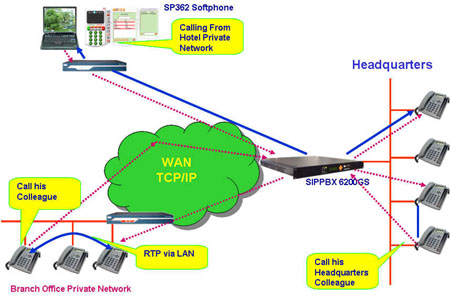 SP362 Softphone
Calling From
Hotel Private
Network
Headquarters
WAN
TCP/IP
SIPPBX 6200GS
Call his
Colleague
RTP via LAN
Call his
Headquarters
Colleague
Branch Office Private Network